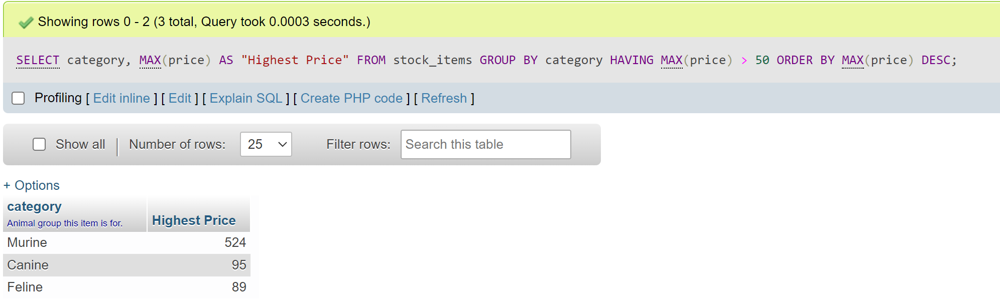 Showing rows 0 - 2 (3 total, Query took 0.0003 seconds.)
SELECT category, MAX(price) AS "Highest Price" FROM stock_items GROUP BY category HAVING MAX(price) > 50 ORDER BY MAX(price) DESC;
Profiling [ Edit inline ] [ Edit ] [ Explain SQL ] [ Create PHP code ] [ Refresh ]
Show all | Number of rows: 25 Filter rows: Search this table
+ Options
category
Animal group this item is for. Highest Price
Murine 524
Canine 95
Feline 89